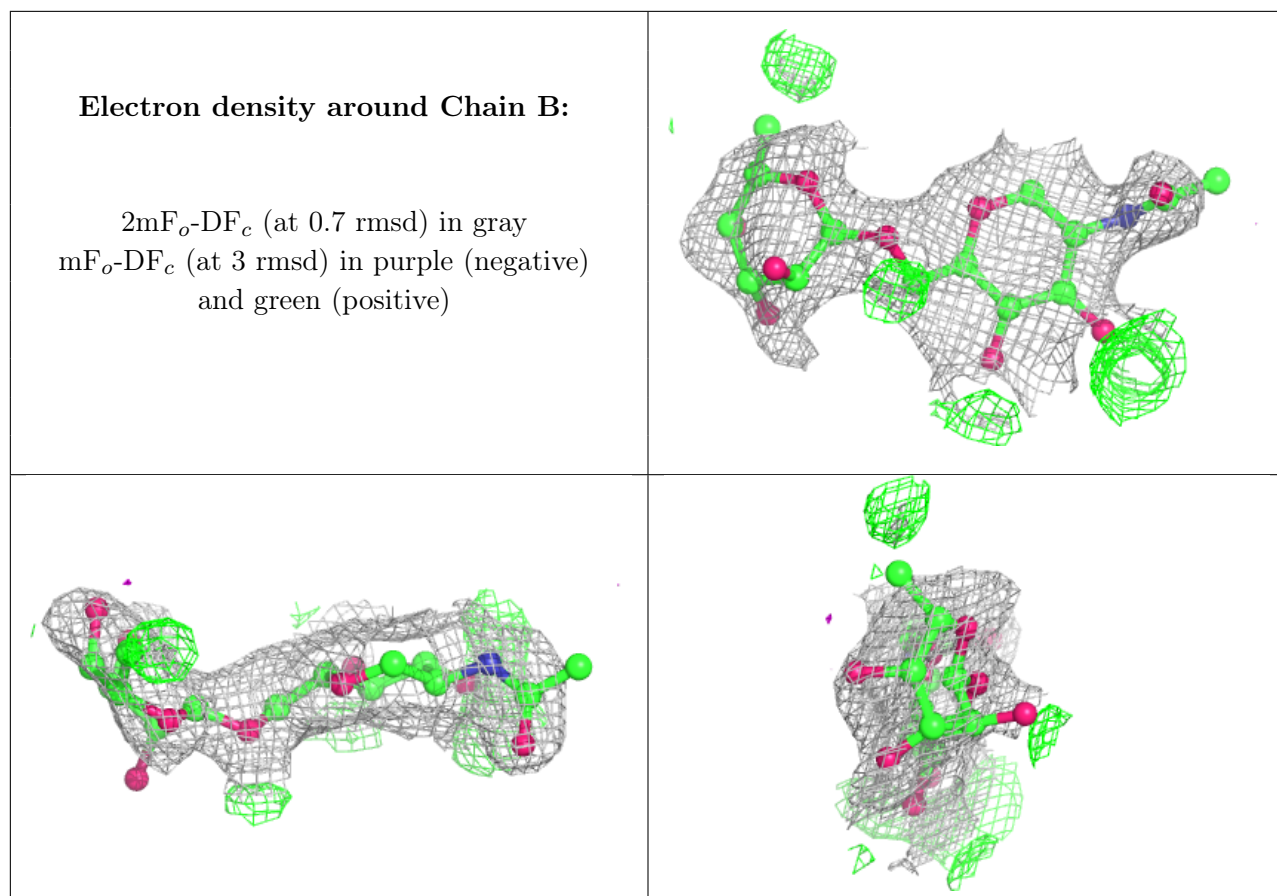 Electron density around Chain B:
2mFₒ-DF𝒸 (at 0.7 rmsd) in gray
mFₒ-DF𝒸 (at 3 rmsd) in purple (negative)
and green (positive)